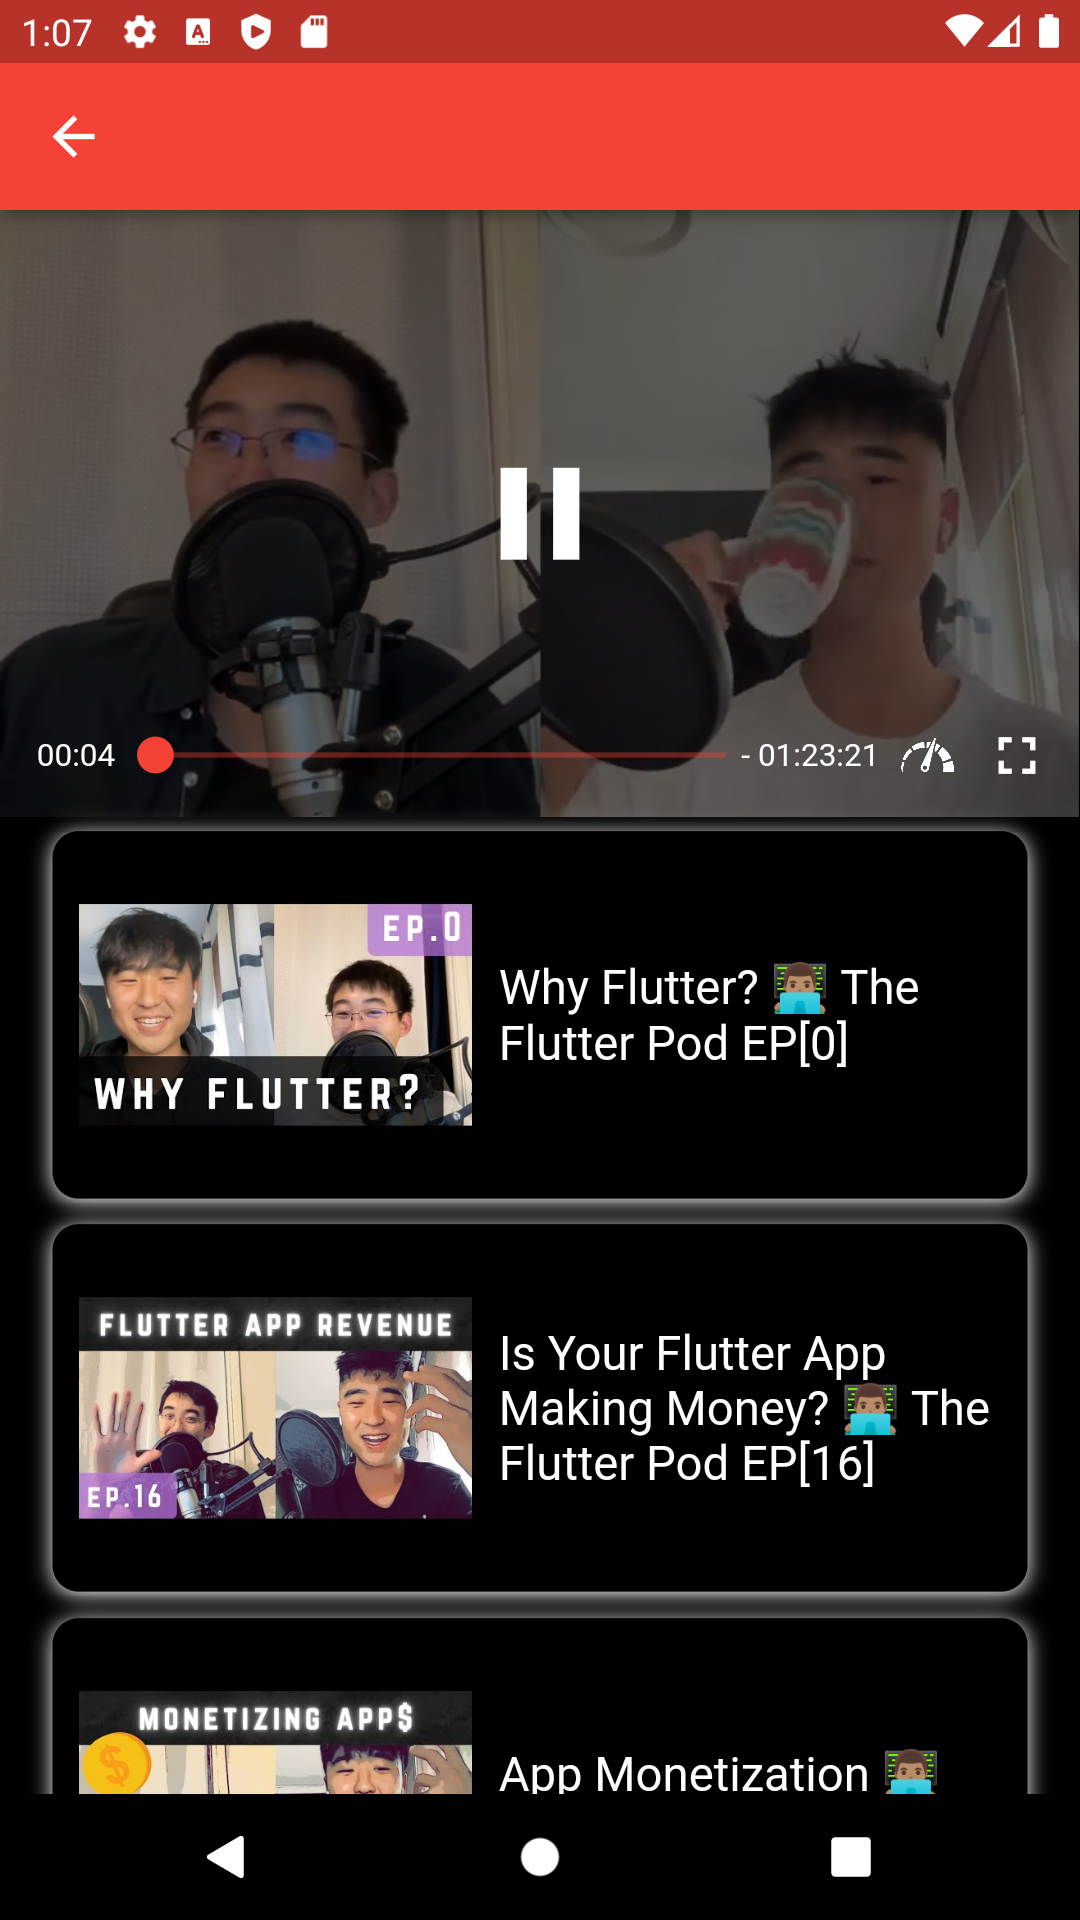 1:07
00:04
- 01:23:21
EP.0
WHY FLUTTER?
Why Flutter? 👨🏽‍💻 The
Flutter Pod EP[0]
FLUTTER APP REVENUE
EP.16
Is Your Flutter App
Making Money? 👨🏽‍💻 The
Flutter Pod EP[16]
MONETIZING APP$
$
App Monetization 👨🏽‍💻